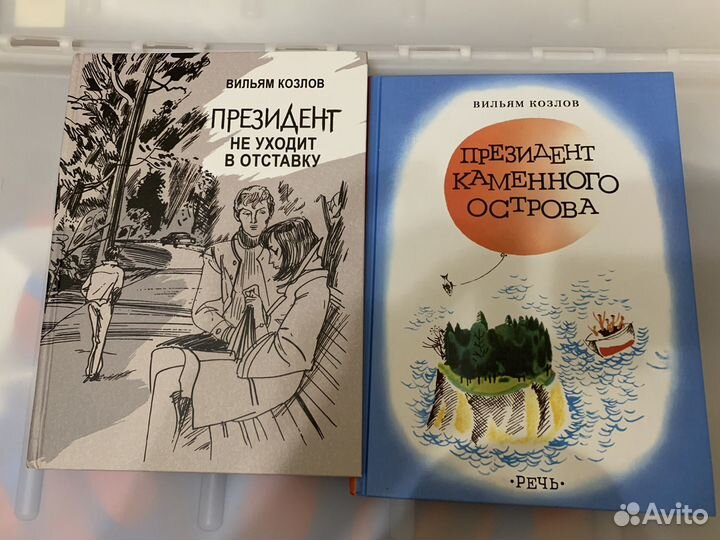 ВИЛЬЯМ КОЗЛОВ
ПРЕЗИДЕНТ
НЕ УХОДИТ
В ОТСТАВКУ
ВИЛЬЯМ КОЗЛОВ
ПРЕЗИДЕНТ
КАМЕННОГО
ОСТРОВА
·РЕЧЬ·
Avito